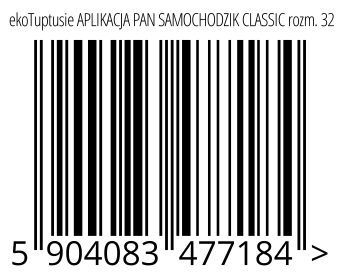 ekoTuptusie APLIKACJA PAN SAMOCHODZIK CLASSIC rozm. 32
5 904083 477184 >